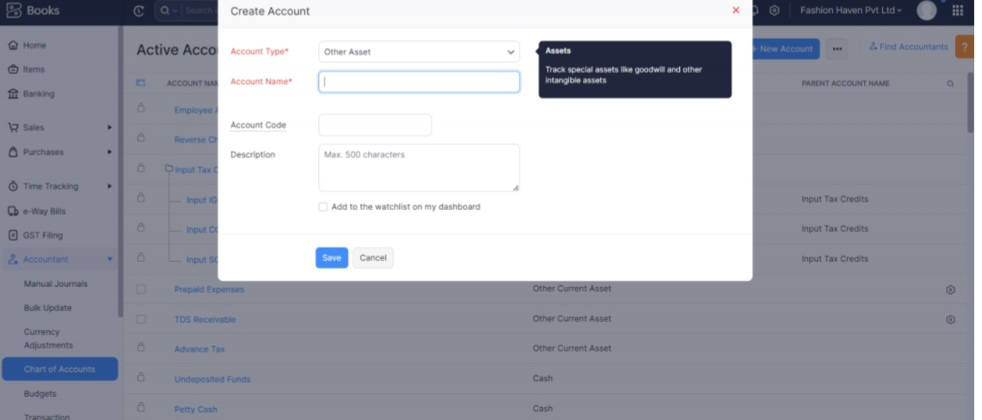 Books
Search
Fashion Haven Pvt Ltd
Create Account
Home
Items
Banking
Sales
Purchases
Time Tracking
e-Way Bills
GST Filing
Accountant
Manual Journals
Bulk Update
Currency
Adjustments
Chart of Accounts
Budgets
Transaction
Account Type*
Other Asset
Account Name*
Account Code
Description
Max. 500 characters
Add to the watchlist on my dashboard
Save
Cancel
Assets
Track special assets like goodwill and other
intangible assets
Active Acco
New Account
Find Accountants
?
ACCOUNT NAM
PARENT ACCOUNT NAME
Employee A
Reverse Ch
Input Tax C
Input IG
Input Tax Credits
Input CG
Input Tax Credits
Input SG
Input Tax Credits
Prepaid Expenses
Other Current Asset
TDS Receivable
Other Current Asset
Advance Tax
Other Current Asset
Undeposited Funds
Cash
Petty Cash
Cash